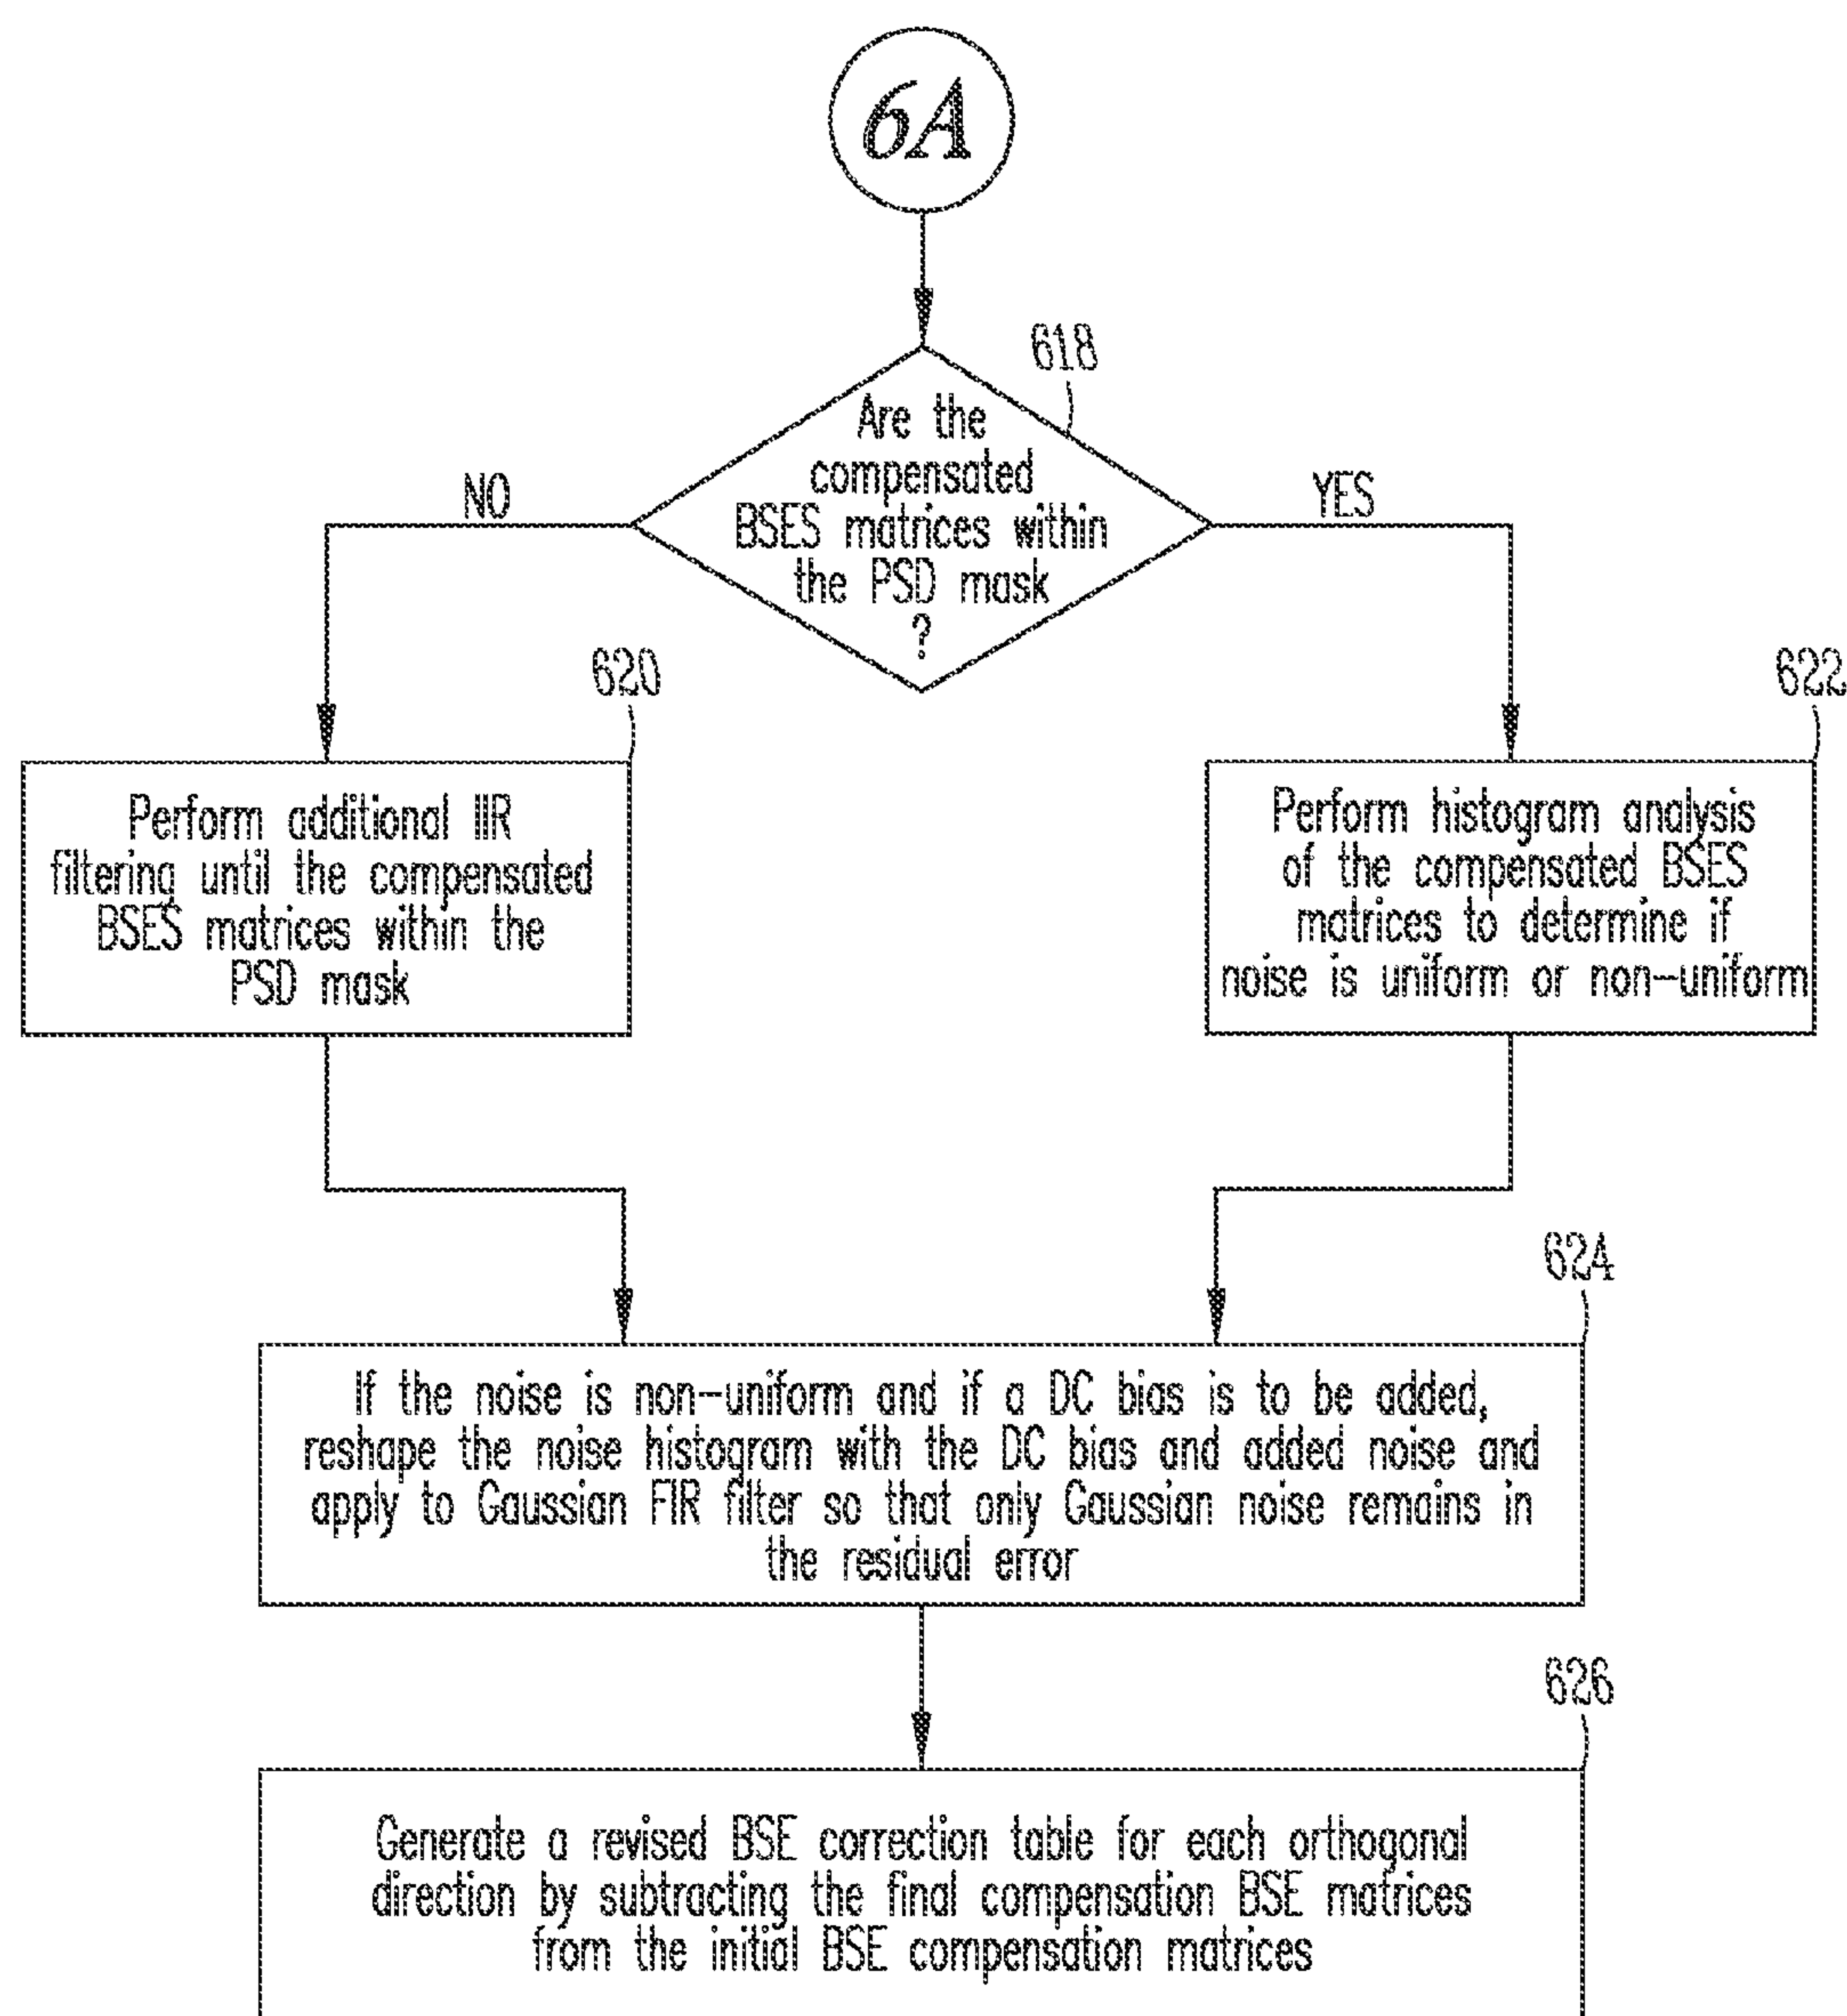 6A
618
Are the
compensated
BSES matrices within
the PSD mask
?
NO
YES
620
622
Perform additional IIR
filtering until the compensated
BSES matrices within the
PSD mask
Perform histogram analysis
of the compensated BSES
matrices to determine if
noise is uniform or non-uniform
624
If the noise is non-uniform and if a DC bias is to be added,
reshape the noise histogram with the DC bias and added noise and
apply to Gaussian FIR filter so that only Gaussian noise remains in
the residual error
626
Generate a revised BSE correction table for each orthogonal
direction by subtracting the final compensation BSE matrices
from the initial BSE compensation matrices